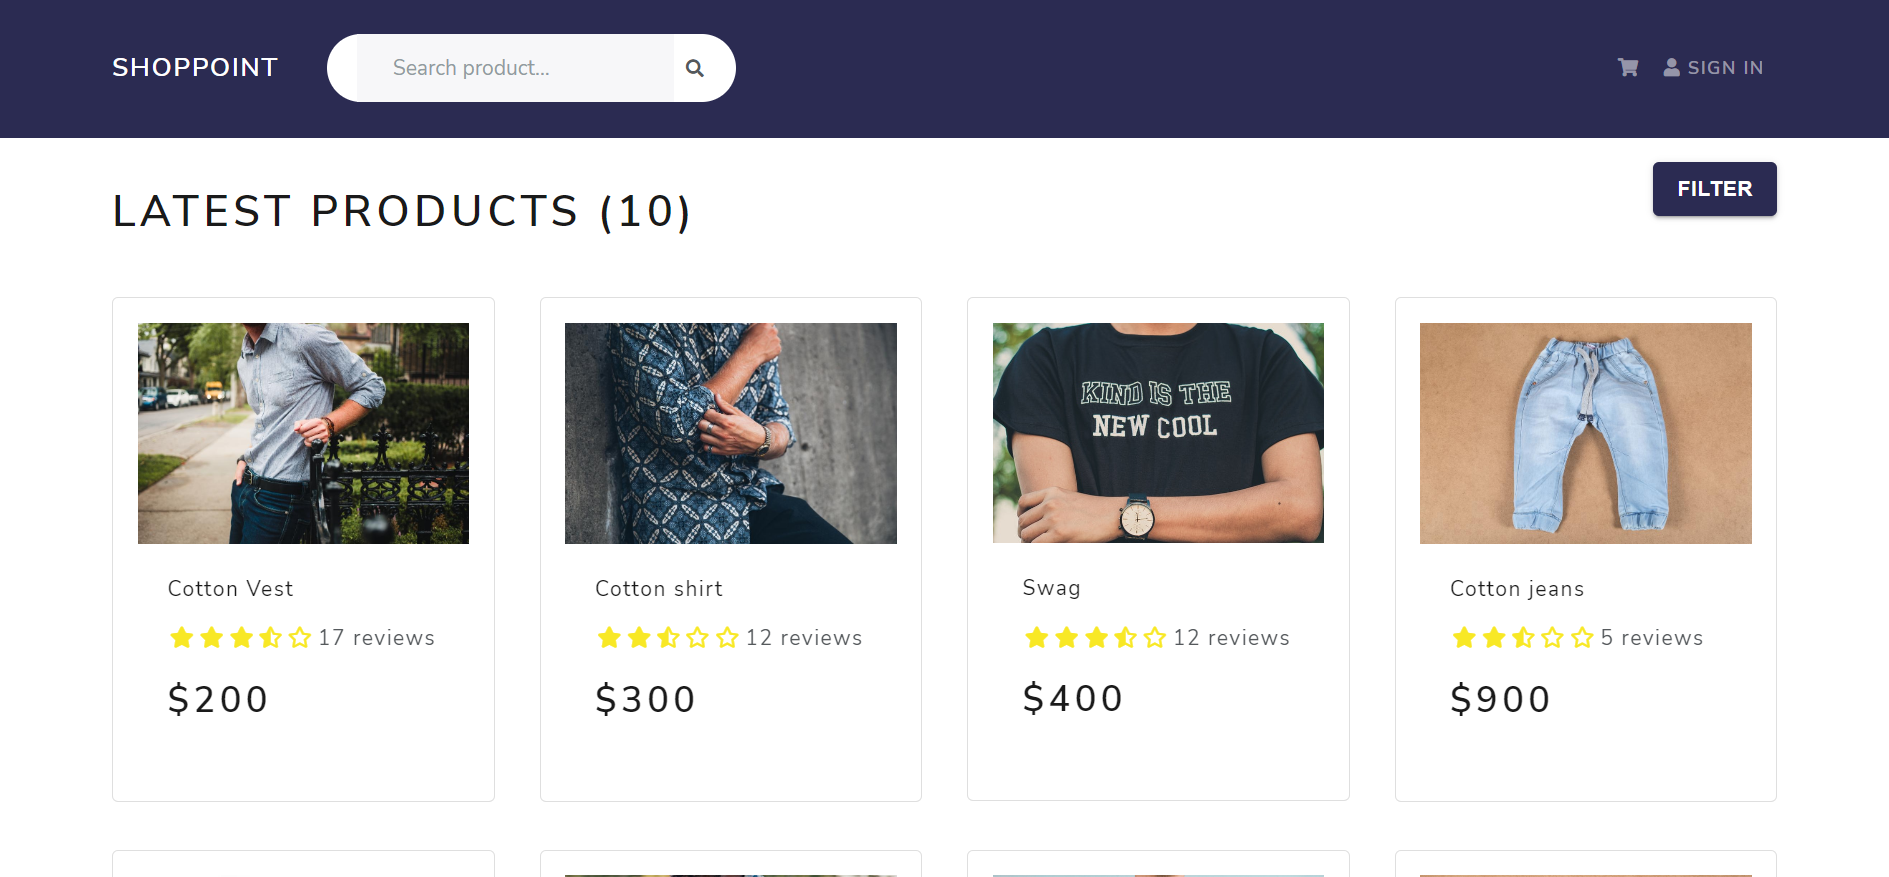 SHOPPOINT
Search product...
SIGN IN
FILTER
LATEST PRODUCTS (10)
KIND IS THE
NEW COOL
Cotton Vest
17 reviews
$200
Cotton shirt
12 reviews
$300
Swag
12 reviews
$400
Cotton jeans
5 reviews
$900